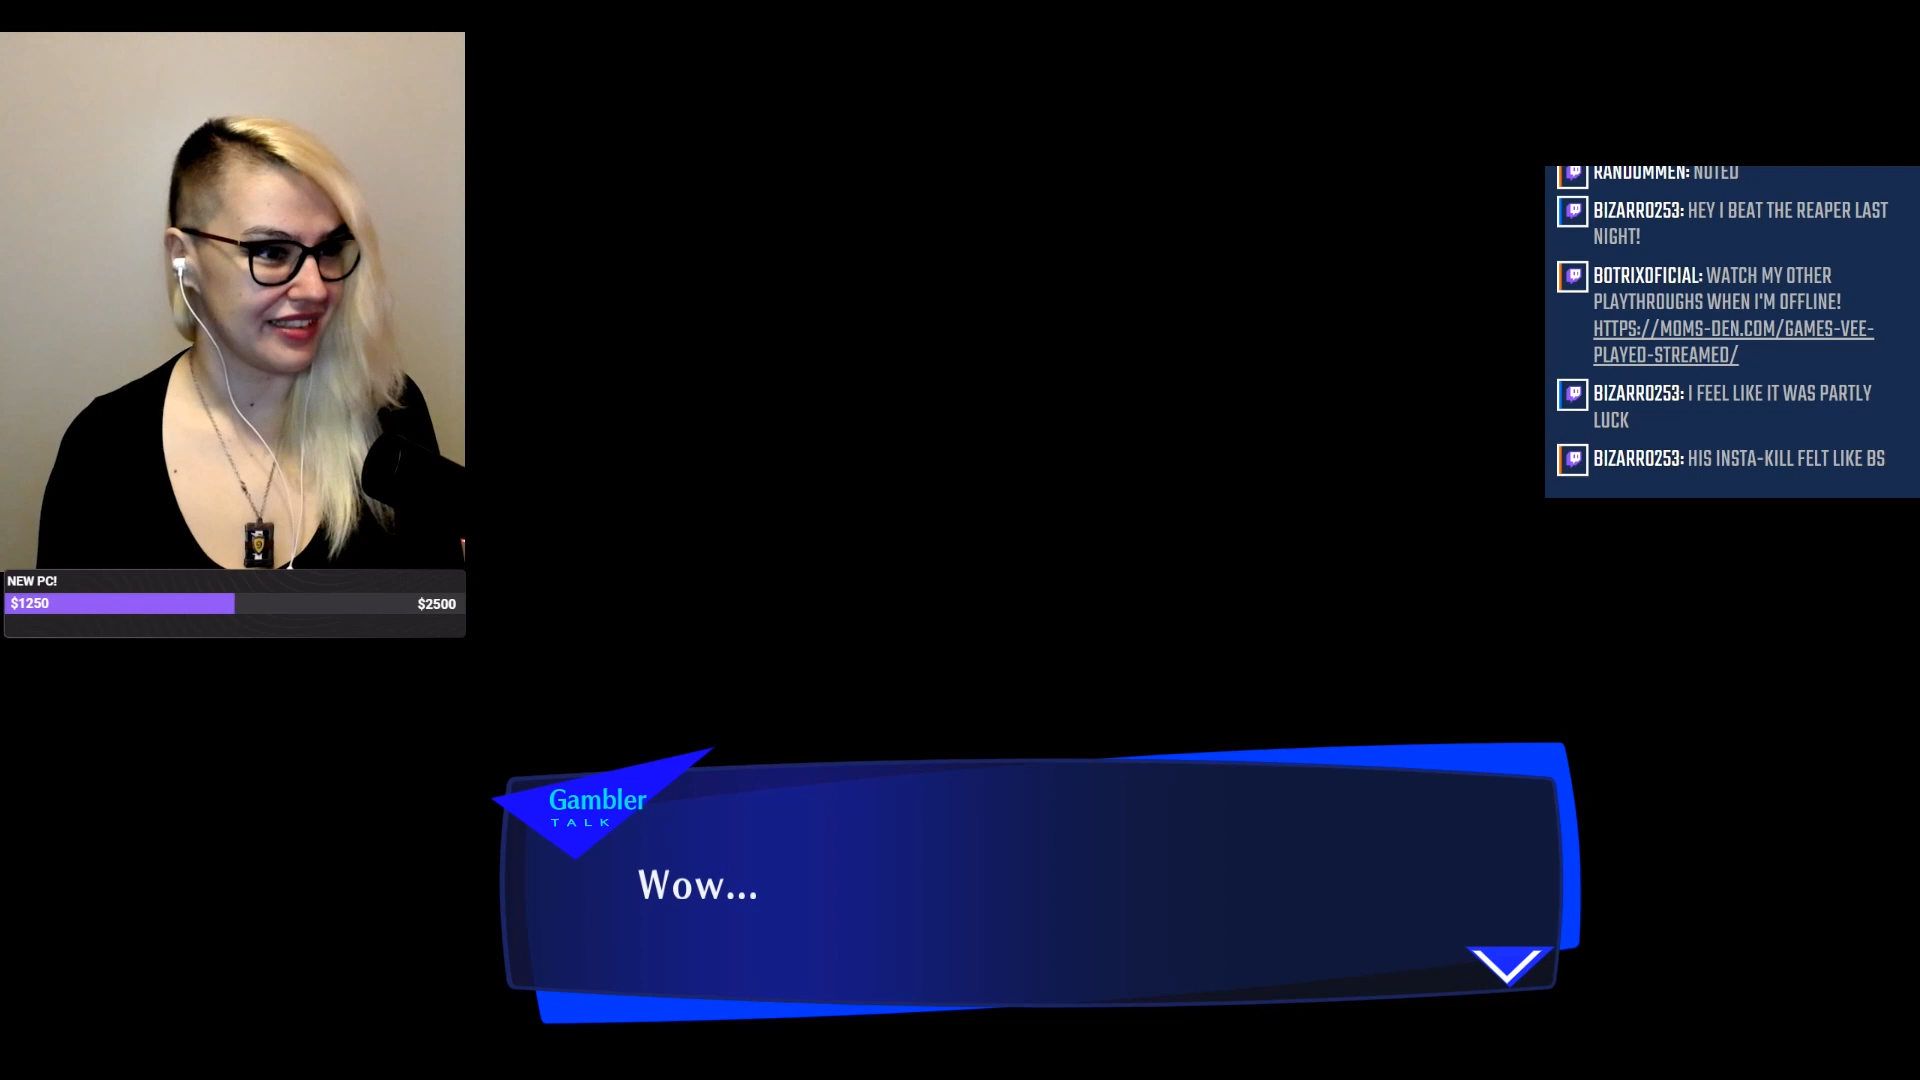 RANDOMMEN: NOTED
BIZARRO253: HEY I BEAT THE REAPER LAST
NIGHT!
BOTRIXOFICIAL: WATCH MY OTHER
PLAYTHROUGHS WHEN I'M OFFLINE!
HTTPS://MOMS-DEN.COM/GAMES-VEE-
PLAYED-STREAMED/
BIZARRO253: I FEEL LIKE IT WAS PARTLY
LUCK
BIZARRO253: HIS INSTA-KILL FELT LIKE BS
NEW PC!
$1250 $2500
Gambler
TALK
Wow...